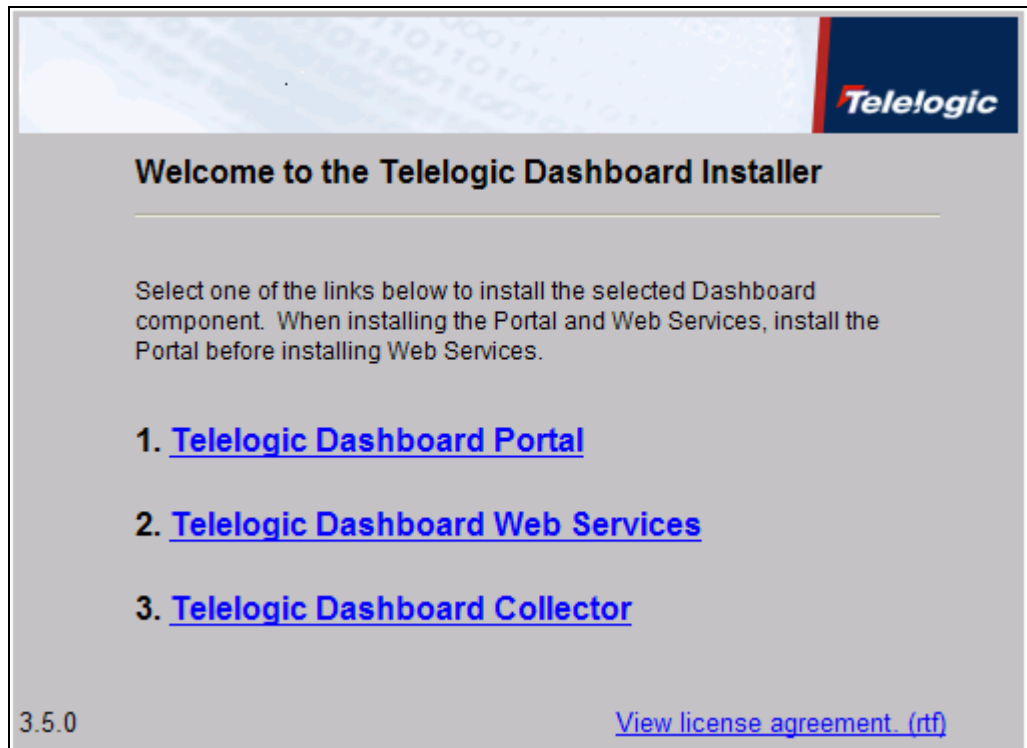 Telelogic
Welcome to the Telelogic Dashboard Installer
Select one of the links below to install the selected Dashboard
component. When installing the Portal and Web Services, install the
Portal before installing Web Services.
1. Telelogic Dashboard Portal
2. Telelogic Dashboard Web Services
3. Telelogic Dashboard Collector
3.5.0
View license agreement. (rtf)